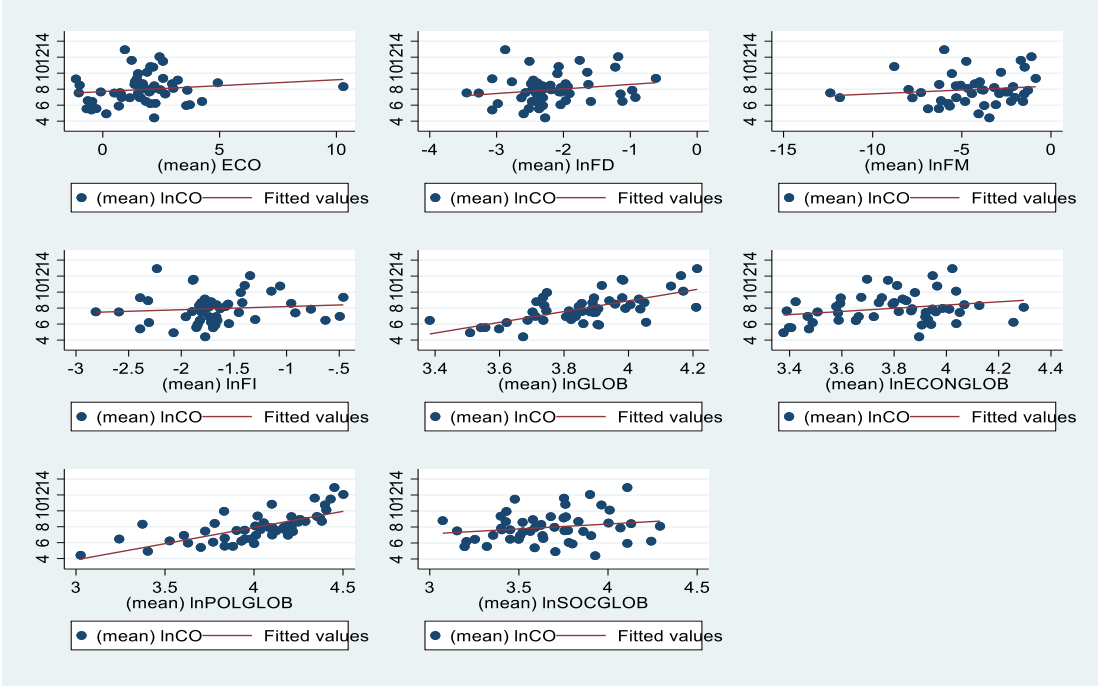 4 6 8 101214
0 5 10
(mean) ECO
(mean) lnCO Fitted values
4 6 8 101214
-4 -3 -2 -1 0
(mean) lnFD
(mean) lnCO Fitted values
4 6 8 101214
-15 -10 -5 0
(mean) lnFM
(mean) lnCO Fitted values
4 6 8 101214
-3 -2.5 -2 -1.5 -1 -.5
(mean) lnFI
(mean) lnCO Fitted values
4 6 8 101214
3.4 3.6 3.8 4 4.2
(mean) lnGLOB
(mean) lnCO Fitted values
4 6 8 101214
3.4 3.6 3.8 4 4.2 4.4
(mean) lnECONGLOB
(mean) lnCO Fitted values
4 6 8 101214
3 3.5 4 4.5
(mean) lnPOLGLOB
(mean) lnCO Fitted values
4 6 8 101214
3 3.5 4 4.5
(mean) lnSOCGLOB
(mean) lnCO Fitted values